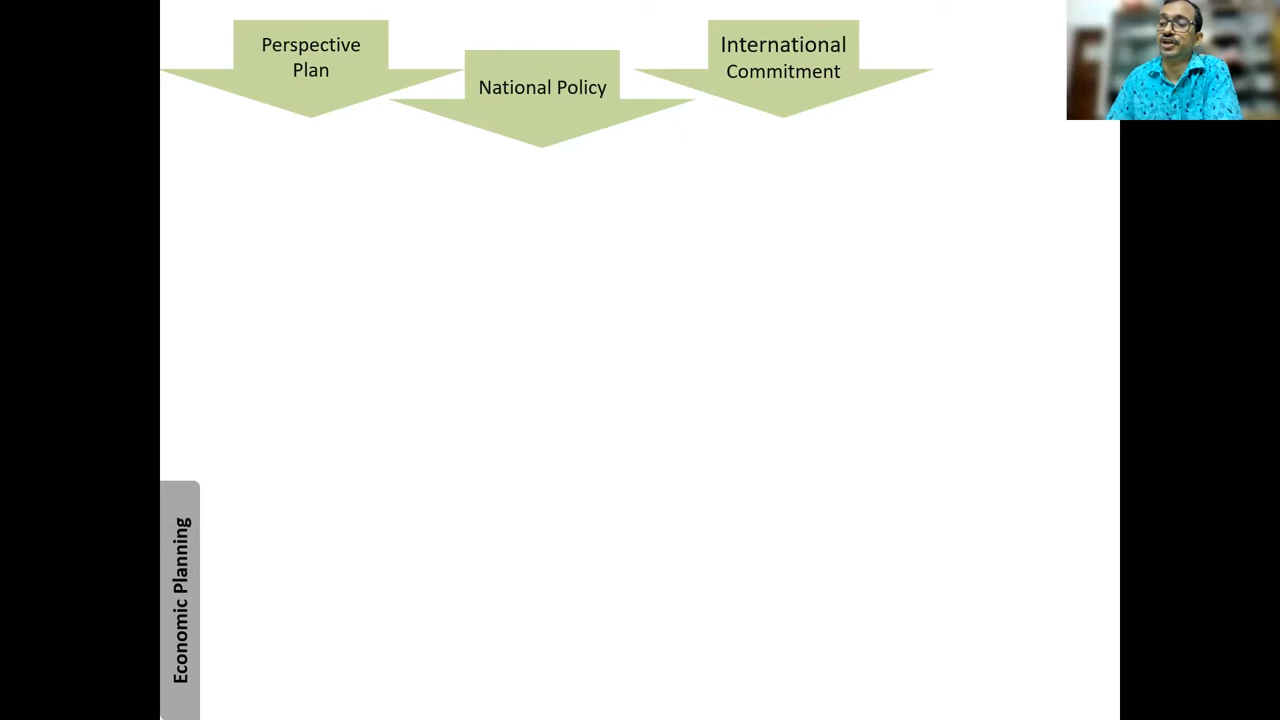 Perspective
Plan
National Policy
International
Commitment
Economic Planning